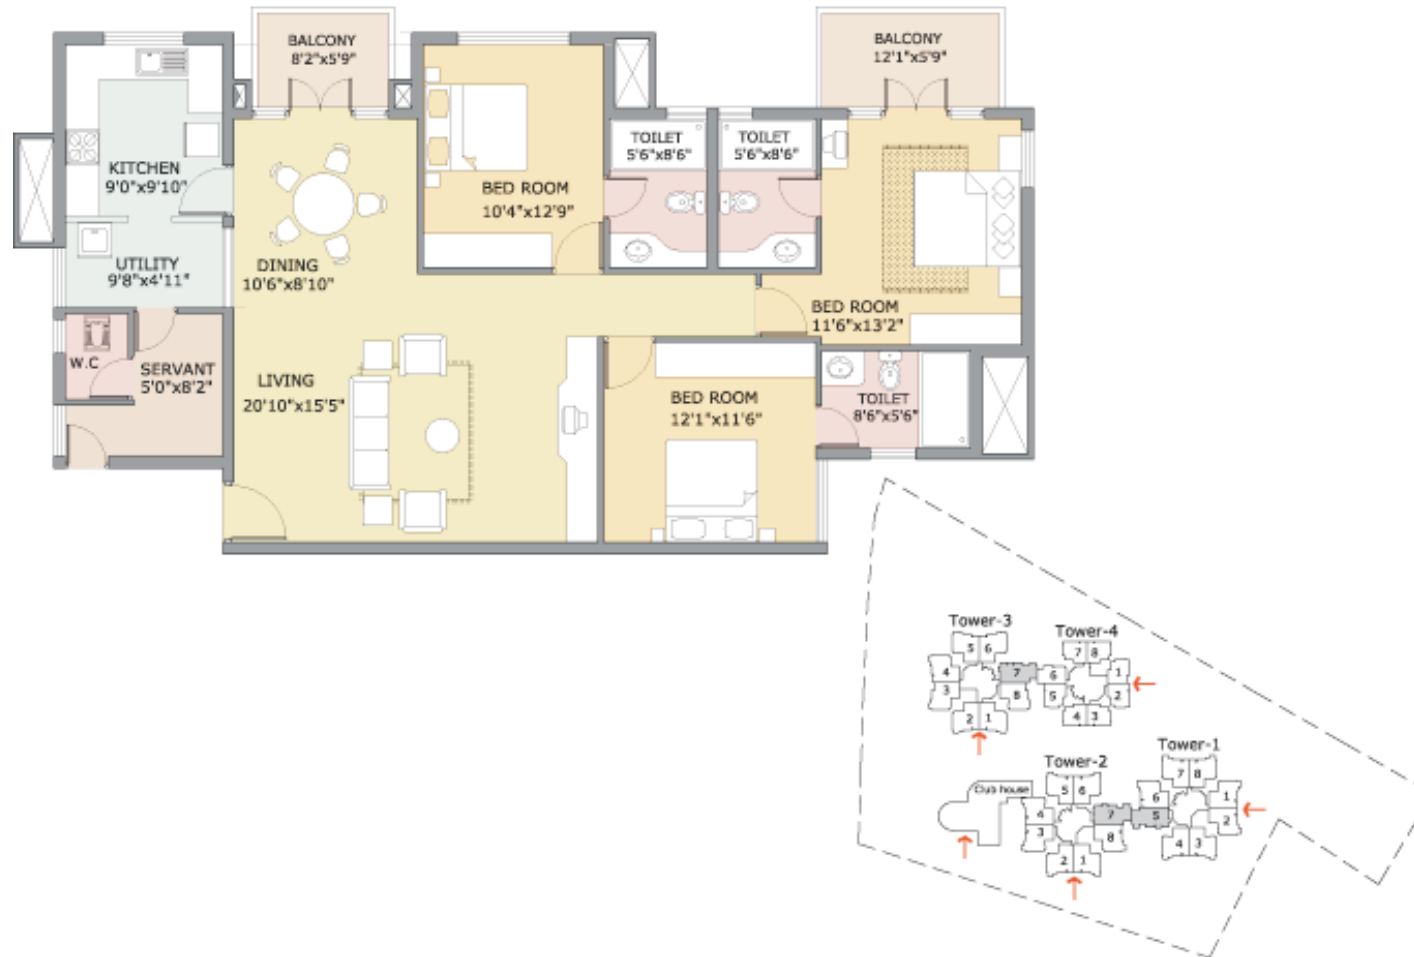 BALCONY
8'2"x5'9"
BALCONY
12'1"x5'9"
KITCHEN
9'0"x9'10"
BED ROOM
10'4"x12'9"
TOILET
5'6"x8'6"
TOILET
5'6"x8'6"
UTILITY
9'8"x4'11"
DINING
10'6"x8'10"
BED ROOM
11'6"x13'2"
W.C
SERVANT
5'0"x8'2"
LIVING
20'10"x15'5"
BED ROOM
12'1"x11'6"
TOILET
8'6"x5'6"
Tower-3
5 6
4
3
7
8
2 1
Tower-4
7 8
6
5
1
2
4 3
Tower-2
5 6
4
3
7
8
2 1
Club house
Tower-1
7 8
6
5
1
2
4 3